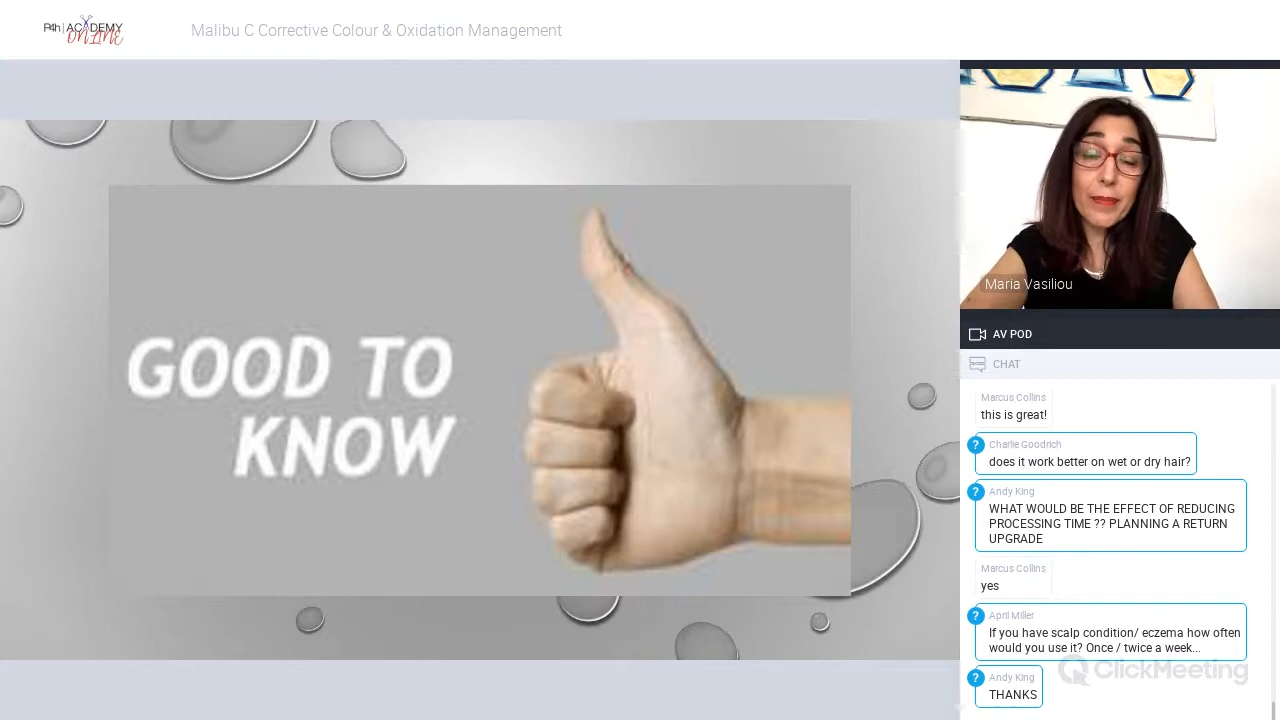 P4h | ACADEMY
ONLINE
Malibu C Corrective Colour & Oxidation Management
GOOD TO
KNOW
Maria Vasiliou
AV POD
CHAT
Marcus Collins
this is great!
? Charlie Goodrich
does it work better on wet or dry hair?
? Andy King
WHAT WOULD BE THE EFFECT OF REDUCING
PROCESSING TIME ?? PLANNING A RETURN
UPGRADE
Marcus Collins
yes
? April Miller
If you have scalp condition/ eczema how often
would you use it? Once / twice a week...
ClickMeeting
? Andy King
THANKS